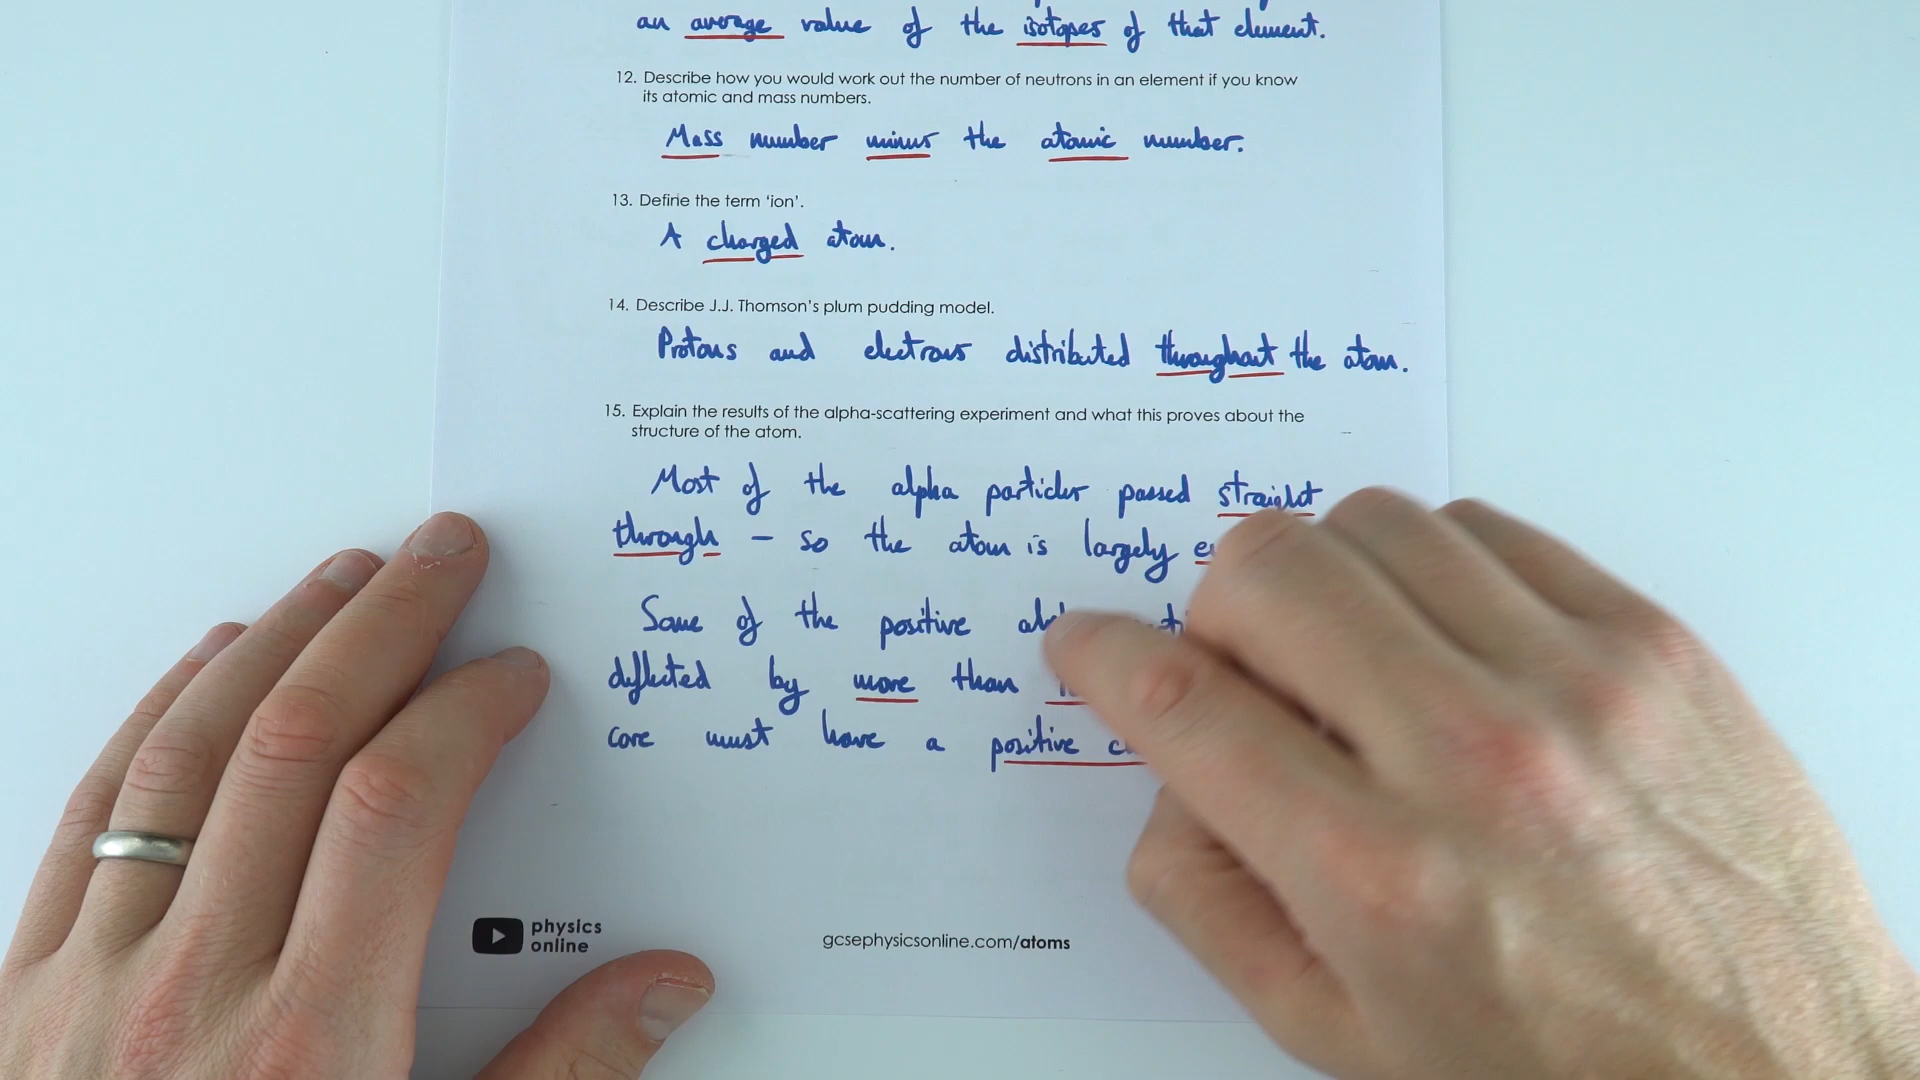 an average value of the isotopes of that element.
12. Describe how you would work out the number of neutrons in an element if you know
its atomic and mass numbers.
Mass number minus the atomic number.
13. Define the term ‘ion’.
A charged atom.
14. Describe J.J. Thomson’s plum pudding model.
Protons and electrons distributed throughout the atom.
15. Explain the results of the alpha-scattering experiment and what this proves about the
structure of the atom.
Most of the alpha particles passed straight
through – so the atom is largely
Some of the positive
deflected by more than
core must have a positive
physics
online
gcsephysicsonline.com/atoms